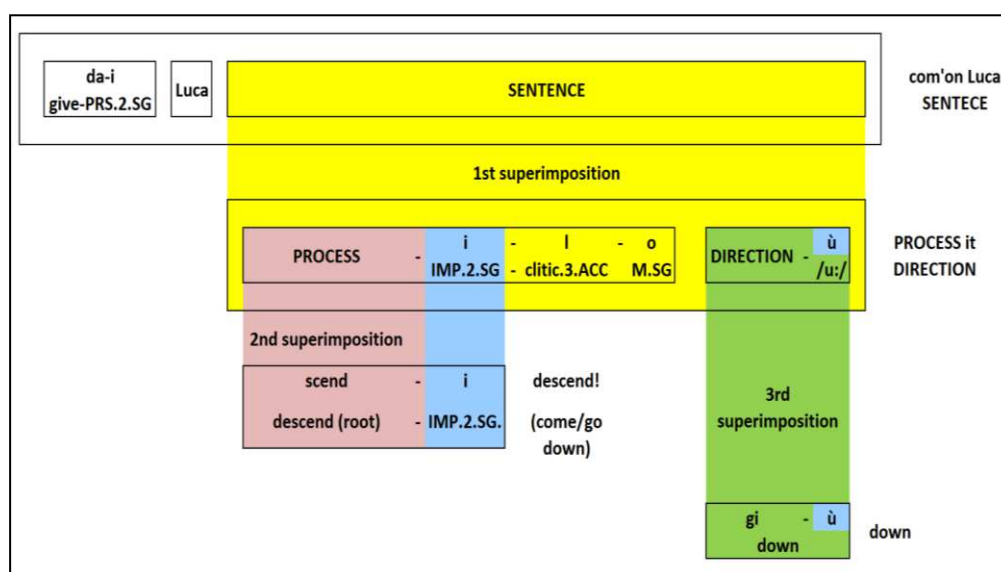 da-i
give-PRS.2.SG
Luca
SENTENCE
com'on Luca
SENTECE
1st superimposition
PROCESS - i - l - o
IMP.2.SG - clitic.3.ACC M.SG
DIRECTION - ù
/u:/
PROCESS it
DIRECTION
2nd superimposition
scend - i
descend (root) - IMP.2.SG.
descend!
(come/go
down)
3rd
superimposition
gi - ù
down
down